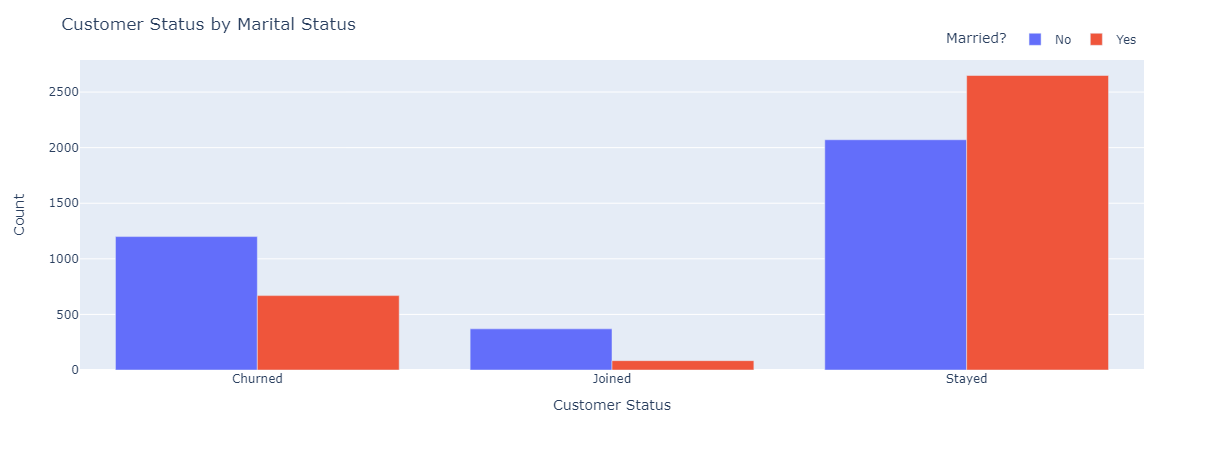 Customer Status by Marital Status
Married?
No
Yes
2500
2000
1500
1000
500
0
Count
Churned
Joined
Stayed
Customer Status